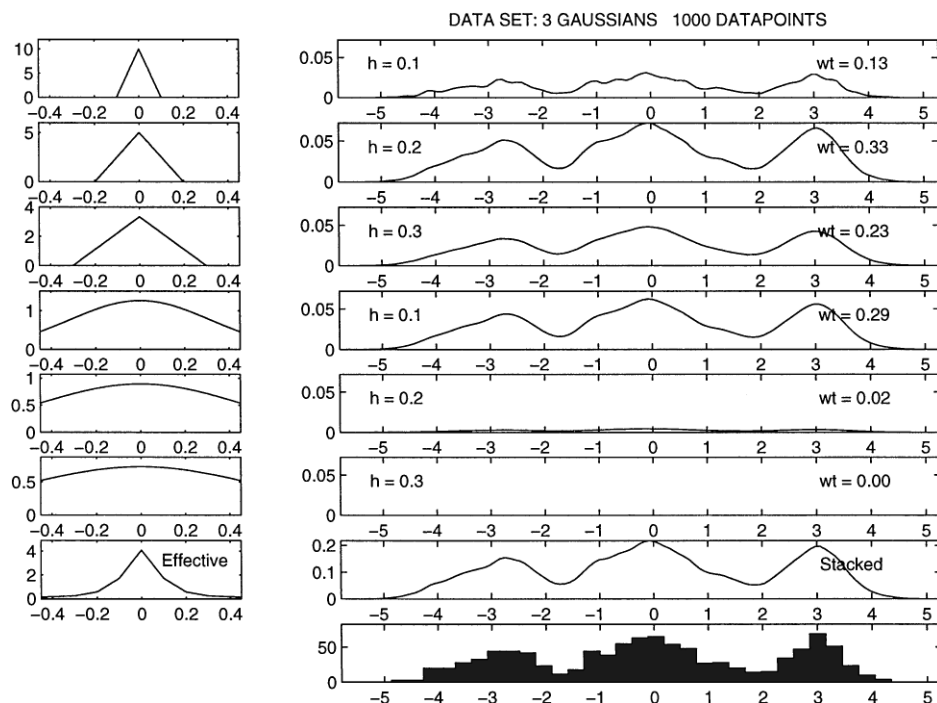 DATA SET: 3 GAUSSIANS 1000 DATAPOINTS
10
5
0
−0.4 −0.2 0 0.2 0.4
0.05
0
h = 0.1 wt = 0.13
−5 −4 −3 −2 −1 0 1 2 3 4 5
5
0
−0.4 −0.2 0 0.2 0.4
0.05
0
h = 0.2 wt = 0.33
−5 −4 −3 −2 −1 0 1 2 3 4 5
4
2
0
−0.4 −0.2 0 0.2 0.4
0.05
0
h = 0.3 wt = 0.23
−5 −4 −3 −2 −1 0 1 2 3 4 5
1
0
−0.4 −0.2 0 0.2 0.4
0.05
0
h = 0.1 wt = 0.29
−5 −4 −3 −2 −1 0 1 2 3 4 5
1
0.5
0
−0.4 −0.2 0 0.2 0.4
0.05
0
h = 0.2 wt = 0.02
−5 −4 −3 −2 −1 0 1 2 3 4 5
0.5
0
−0.4 −0.2 0 0.2 0.4
0.05
0
h = 0.3 wt = 0.00
−5 −4 −3 −2 −1 0 1 2 3 4 5
4
2
0
Effective
−0.4 −0.2 0 0.2 0.4
0.2
0.1
0
Stacked
−5 −4 −3 −2 −1 0 1 2 3 4 5
50
0
−5 −4 −3 −2 −1 0 1 2 3 4 5